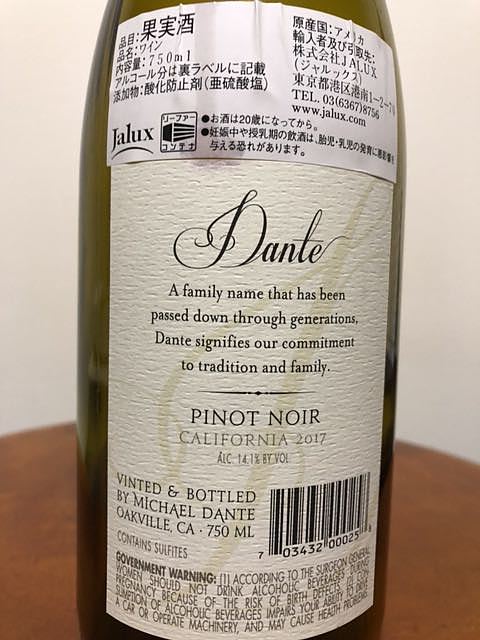 品目:果実酒
品名:ワイン
内容量:750ml
アルコール分は裏ラベルに記載
添加物:酸化防止剤(亜硫酸塩)
原産国:アメリカ
輸入者及び引取先:
株式会社JALUX
(ジャルックス)
東京都港区港南1-2-70
TEL. 03(6367)8756
www.jalux.com
Jalux
リーファー
コンテナ
●お酒は20歳になってから。
●妊娠中や授乳期の飲酒は、胎児・乳児の発育に悪影響を
与える恐れがあります。
Dante
A family name that has been
passed down through generations,
Dante signifies our commitment
to tradition and family.
PINOT NOIR
CALIFORNIA 2017
ALC. 14.1% BY VOL
VINTED & BOTTLED
BY MICHAEL DANTE
OAKVILLE, CA · 750 ML
CONTAINS SULFITES
7 03432 00025 8
GOVERNMENT WARNING: (1) ACCORDING TO THE SURGEON GENERAL,
WOMEN SHOULD NOT DRINK ALCOHOLIC BEVERAGES DURING
PREGNANCY BECAUSE OF THE RISK OF BIRTH DEFECTS. (2) CON-
SUMPTION OF ALCOHOLIC BEVERAGES IMPAIRS YOUR ABILITY TO DRIVE
A CAR OR OPERATE MACHINERY, AND MAY CAUSE HEALTH PROBLEMS.